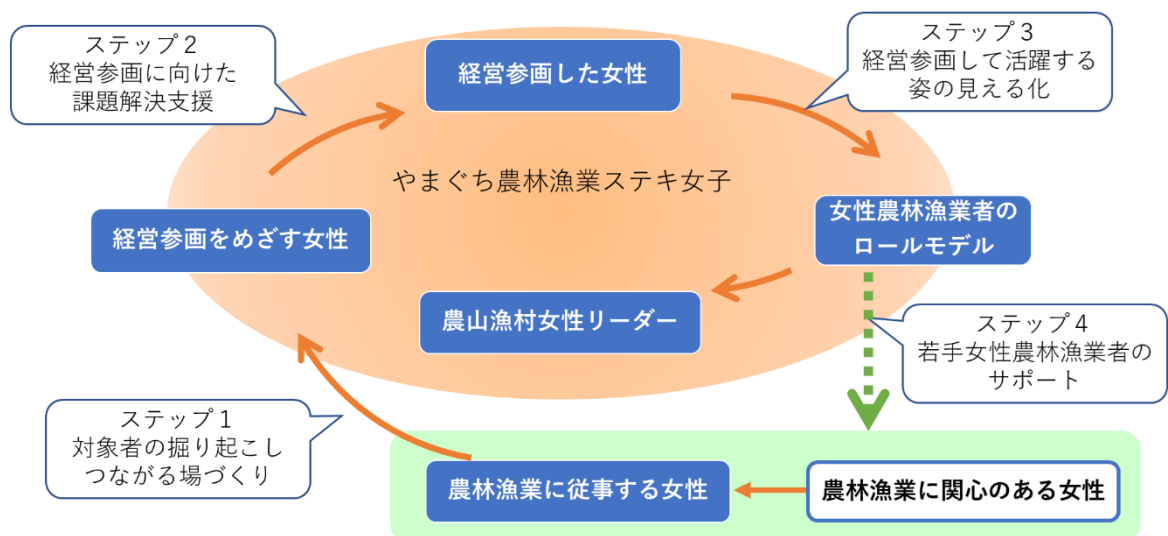 ステップ２
経営参画に向けた
課題解決支援
経営参画した女性
ステップ３
経営参画して活躍する
姿の見える化
やまぐち農林漁業ステキ女子
経営参画をめざす女性
女性農林漁業者の
ロールモデル
農山漁村女性リーダー
ステップ４
若手女性農林漁業者の
サポート
ステップ１
対象者の掘り起こし
つながる場づくり
農林漁業に従事する女性
農林漁業に関心のある女性